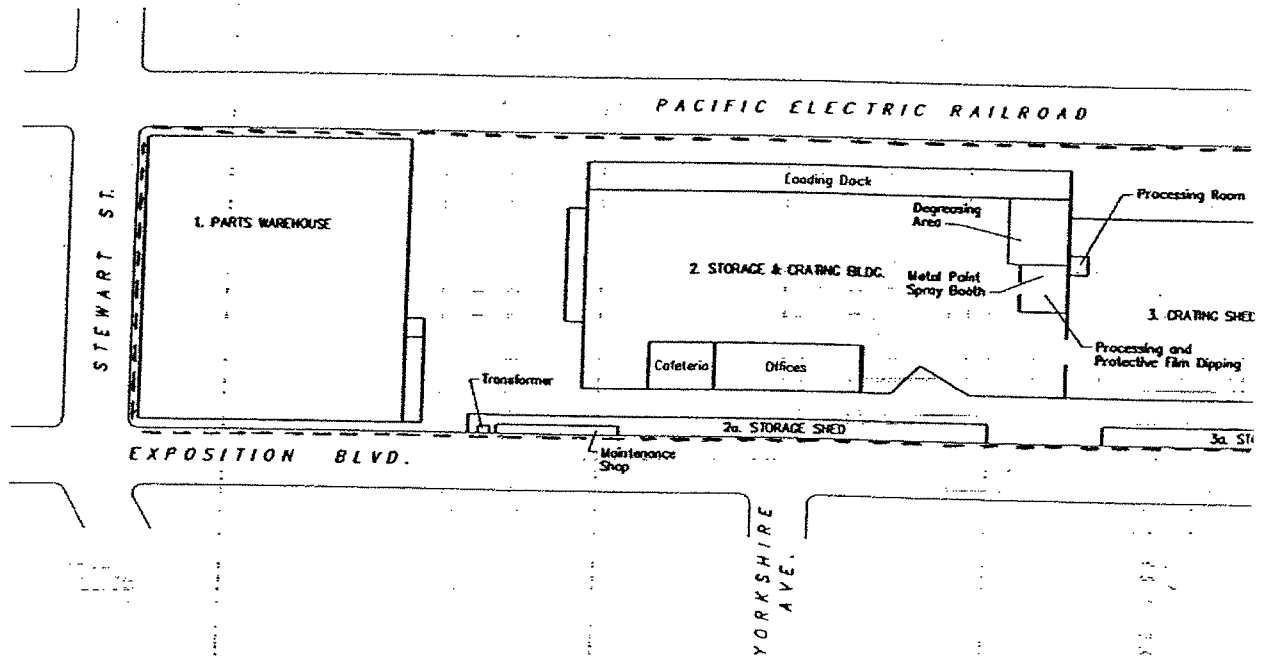 PACIFIC ELECTRIC RAILROAD
STEWART ST.
Loading Dock
Processing Room
Degreasing
Area
1. PARTS WAREHOUSE
2. STORAGE & CRATING BLDG.
Metal Paint
Spray Booth
3. CRATING SHED
Processing and
Protective Film Dipping
Cafeteria
Offices
Transformer
2a. STORAGE SHED
3a. STO
EXPOSITION BLVD.
Maintenance
Shop
YORKSHIRE
AVE.